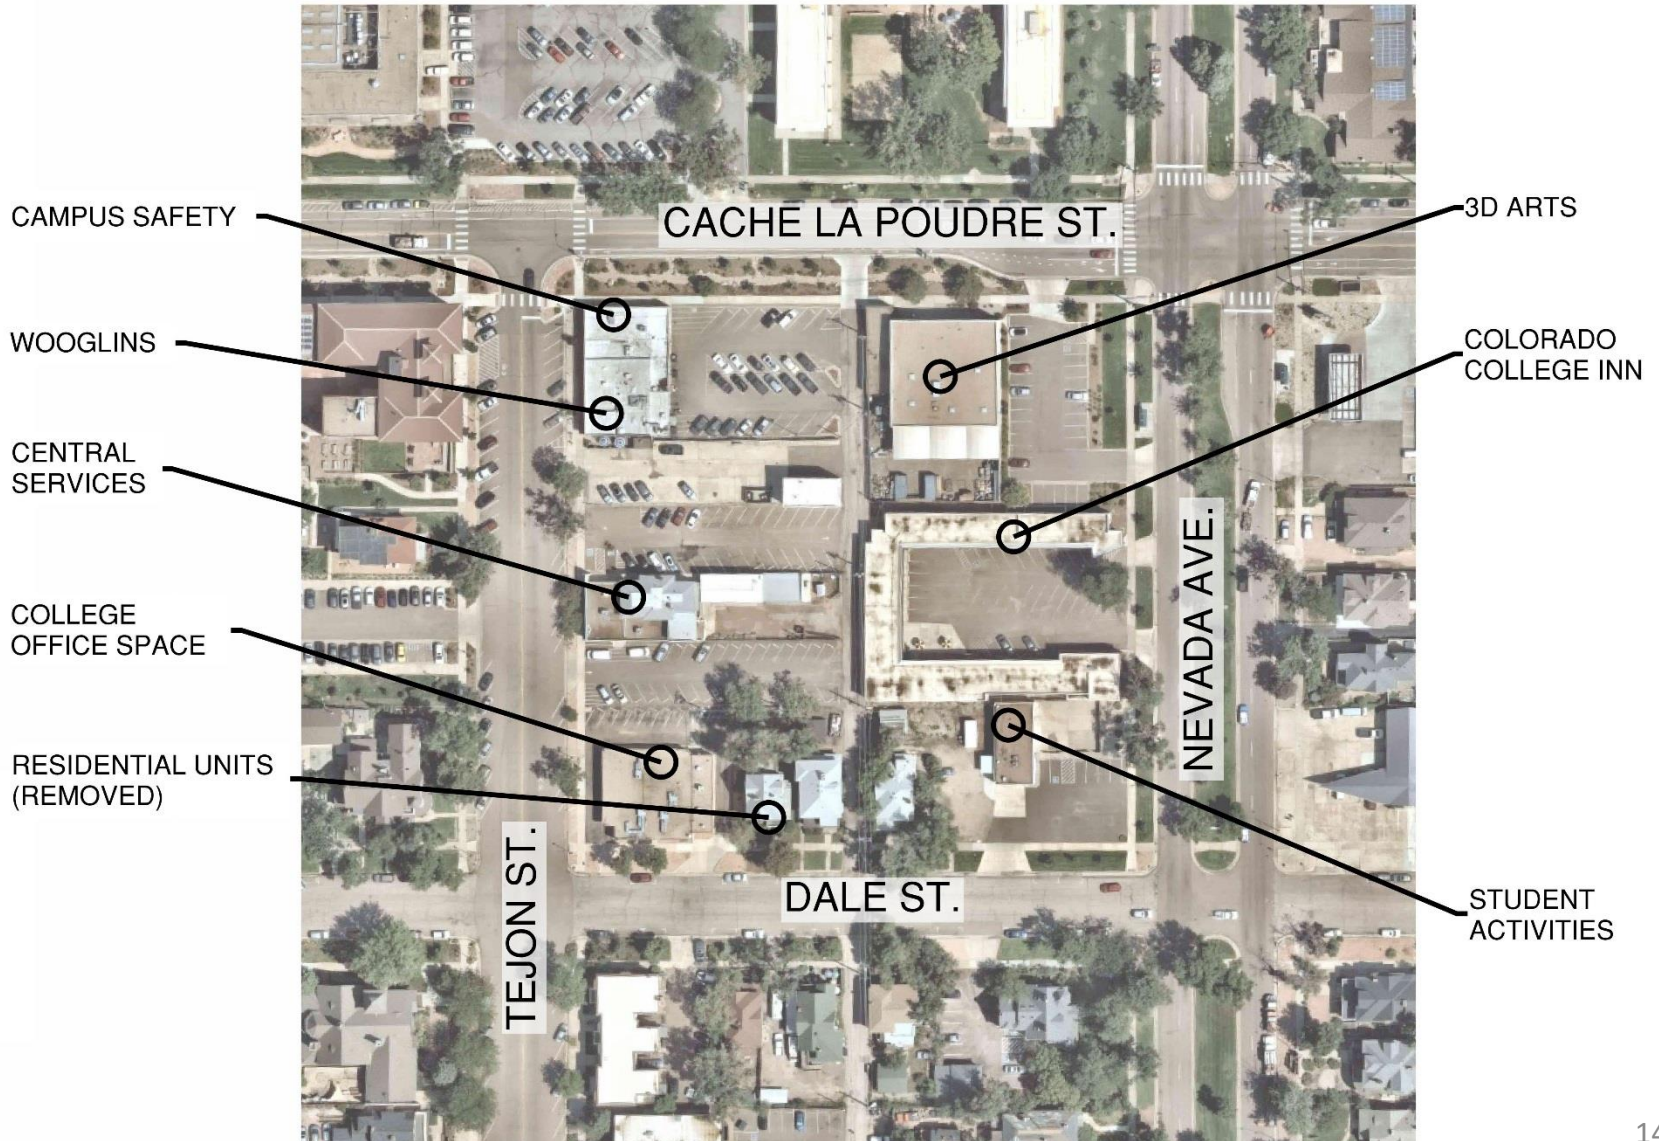 CAMPUS SAFETY
WOOGLINS
CENTRAL
SERVICES
COLLEGE
OFFICE SPACE
RESIDENTIAL UNITS
(REMOVED)
CACHE LA POUDRE ST.
TEJON ST.
DALE ST.
NEVADA AVE.
3D ARTS
COLORADO
COLLEGE INN
STUDENT
ACTIVITIES
14